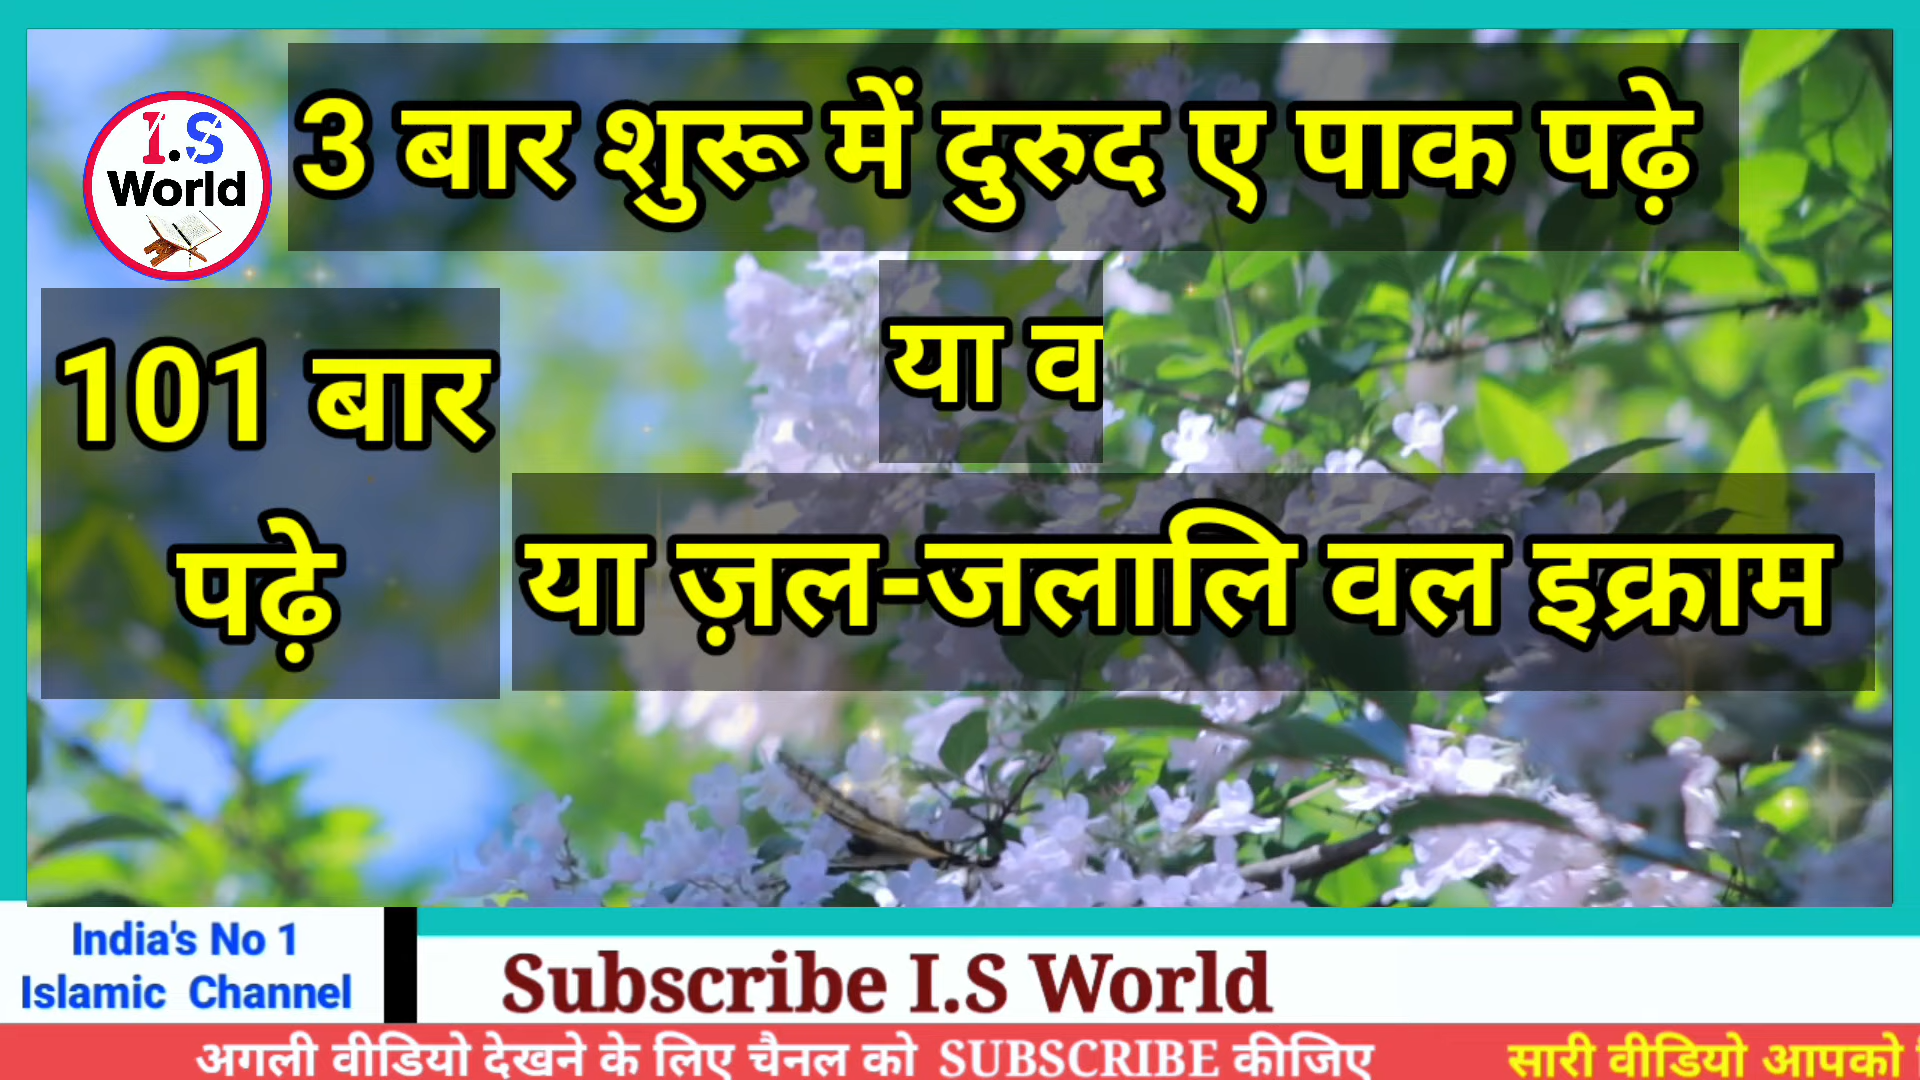 I.S
World
3 बार शुरू में दुरुद ए पाक पढ़े
101 बार
पढ़े
या व
या ज़ल-जलालि वल इक्राम
India's No 1
Islamic Channel
Subscribe I.S World
अगली वीडियो देखने के लिए चैनल को SUBSCRIBE कीजिए
सारी वीडियो आपको